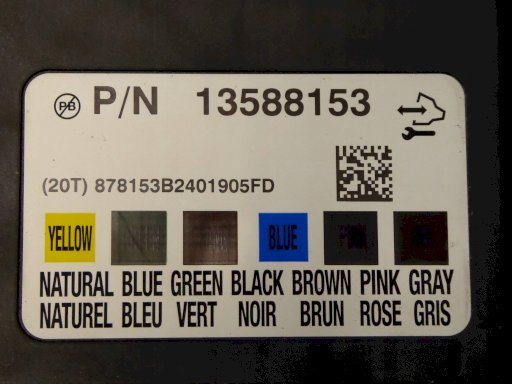 PB P/N 13588153
(20T) 878153B2401905FD
YELLOW BLUE
NATURAL BLUE GREEN BLACK BROWN PINK GRAY
NATUREL BLEU VERT NOIR BRUN ROSE GRIS